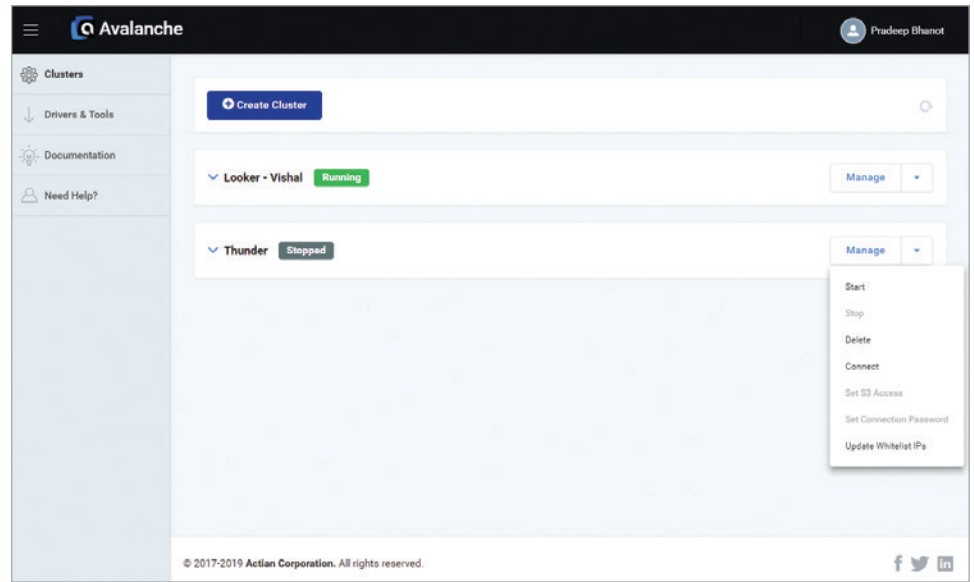 Avalanche
Pradeep Bhanot
Clusters
Drivers & Tools
Documentation
Need Help?
Create Cluster
Looker - Vishal Running Manage
Thunder Stopped Manage
Start
Stop
Delete
Connect
Set S3 Access
Set Connection Password
Update Whitelist IPs
© 2017-2019 Actian Corporation. All rights reserved.